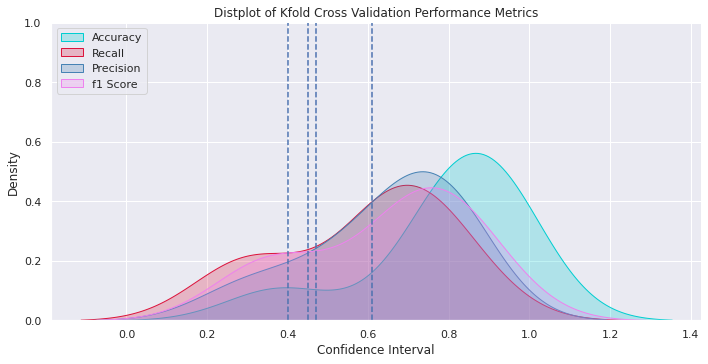 Distplot of Kfold Cross Validation Performance Metrics
1.0
0.8
0.6
0.4
0.2
0.0
Density
Accuracy
Recall
Precision
f1 Score
0.0 0.2 0.4 0.6 0.8 1.0 1.2 1.4
Confidence Interval